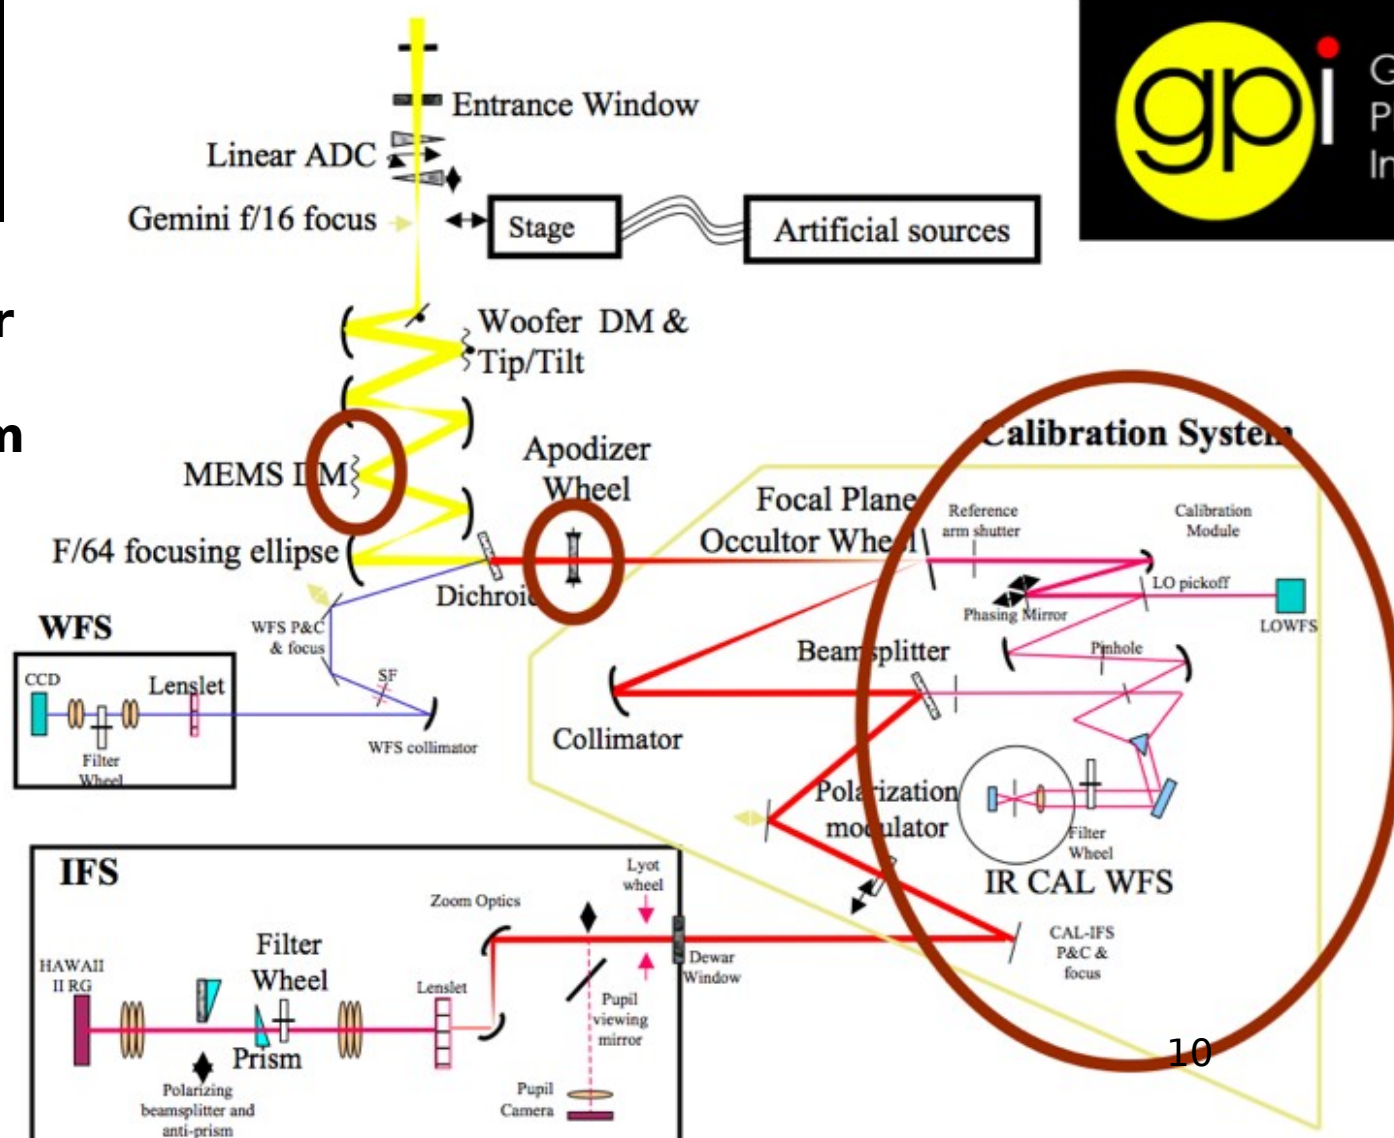 Entrance Window
Linear ADC
Gemini f/16 focus
Stage
Artificial sources
gpi
G
P
In
r
m
Woofer DM &
Tip/Tilt
MEMS DM
F/64 focusing ellipse
Dichroic
Apodizer
Wheel
Calibration System
Focal Plane
Occultor Wheel
Reference
arm shutter
Calibration
Module
LO pickoff
Phasing Mirror
LOWFS
Pinhole
Beamsplitter
Collimator
Polarization
modulator
Filter
Wheel
IR CAL WFS
CAL-IFS
P&C &
focus
WFS
WFS P&C
& focus
CCD
Lenslet
SF
Filter
Wheel
WFS collimator
IFS
Lyot
wheel
Zoom Optics
Dewar
Window
HAWAII
II RG
Filter
Wheel
Lenslet
Pupil
viewing
mirror
Prism
Polarizing
beamsplitter and
anti-prism
Pupil
Camera
10